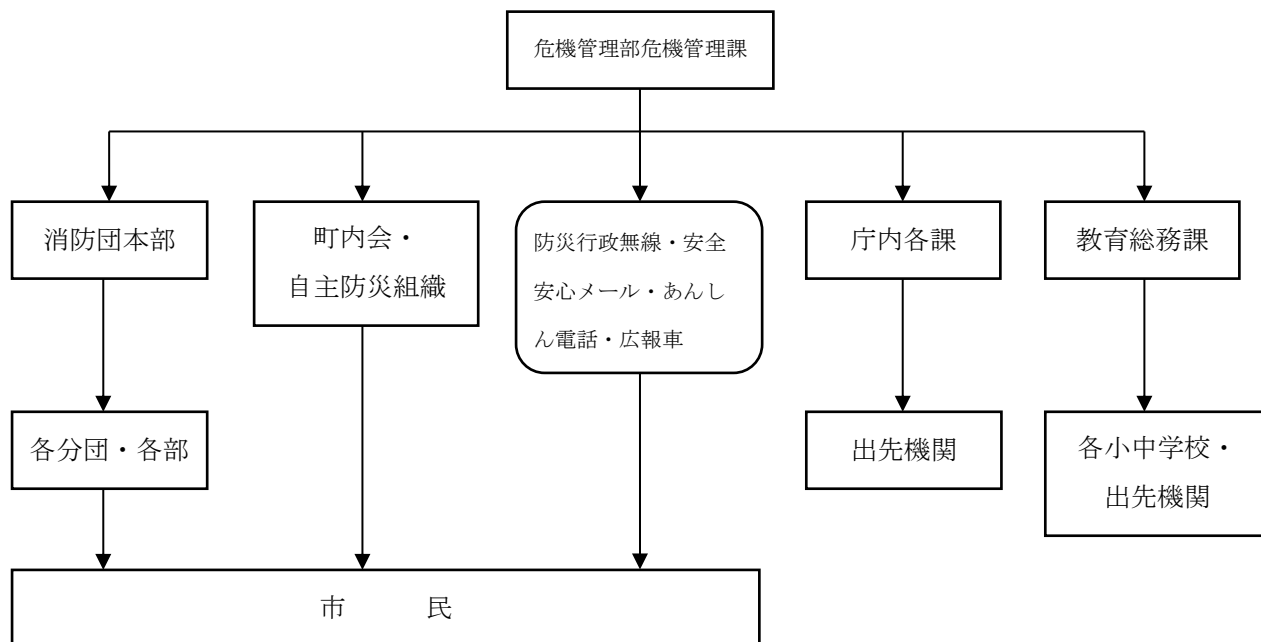 危機管理部危機管理課
消防団本部
町内会・
自主防災組織
防災行政無線・安全
安心メール・あんし
ん電話・広報車
庁内各課
教育総務課
各分団・各部
出先機関
各小中学校・
出先機関
市　　　民